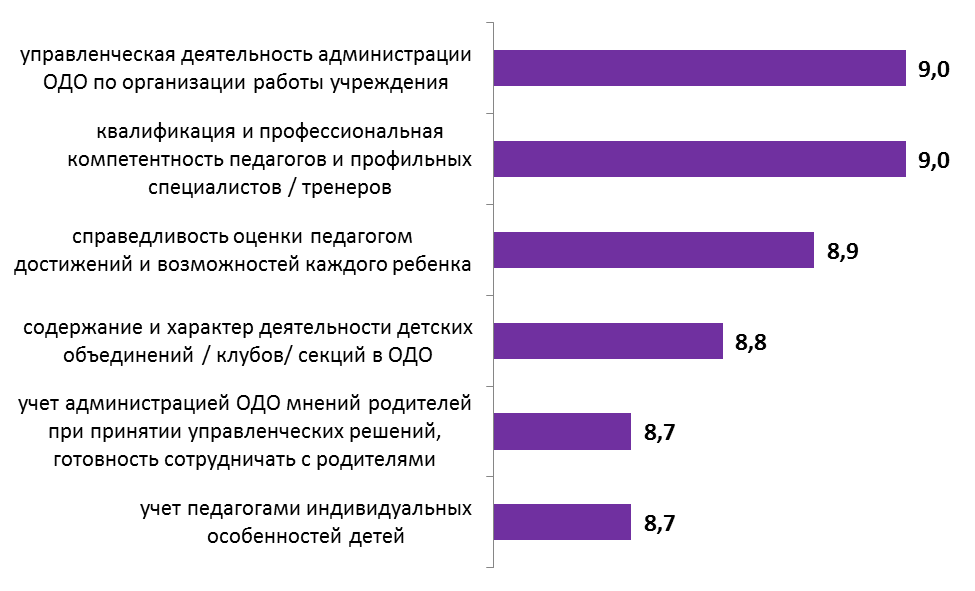 управленческая деятельность администрации
ОДО по организации работы учреждения
9,0
квалификация и профессиональная
компетентность педагогов и профильных
специалистов / тренеров
9,0
справедливость оценки педагогом
достижений и возможностей каждого ребенка
8,9
содержание и характер деятельности детских
объединений / клубов/ секций в ОДО
8,8
учет администрацией ОДО мнений родителей
при принятии управленческих решений,
готовность сотрудничать с родителями
8,7
учет педагогами индивидуальных
особенностей детей
8,7